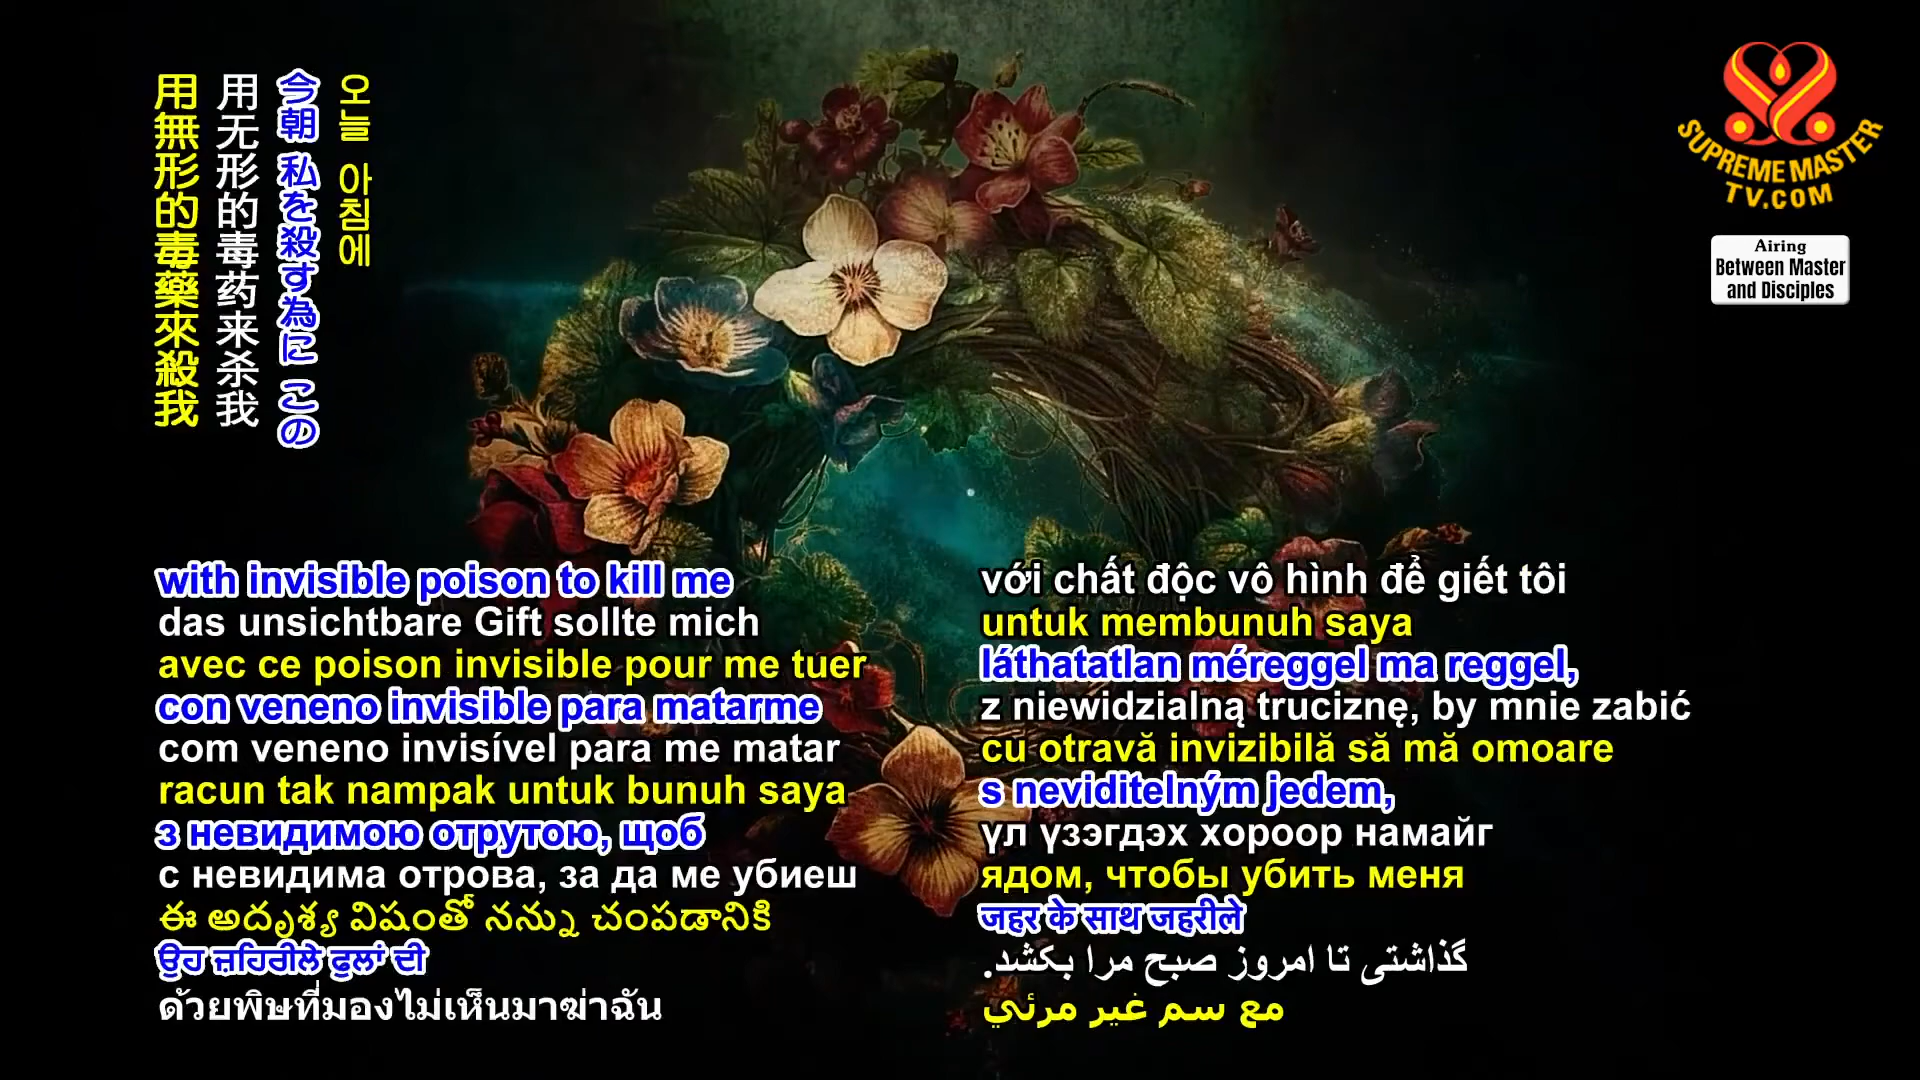 用無形的毒藥來殺我
用无形的毒药来杀我
今朝 私を殺す為に この
오늘 아침에
SUPREME MASTER
TV.COM
Airing
Between Master
and Disciples
with invisible poison to kill me
das unsichtbare Gift sollte mich
avec ce poison invisible pour me tuer
con veneno invisible para matarme
com veneno invisível para me matar
racun tak nampak untuk bunuh saya
з невидимою отрутою, щоб
с невидима отрова, за да ме убиеш
ఈ అదృశ్య విషంతో నన్ను చంపడానికి
ਉਹ ਜ਼ਹਿਰੀਲੇ ਫੁਲਾਂ ਦੀ
ด้วยพิษที่มองไม่เห็นมาฆ่าฉัน
với chất độc vô hình để giết tôi
untuk membunuh saya
láthatatlan méreggel ma reggel,
z niewidzialną trucizną, by mnie zabić
cu otravă invizibilă să mă omoare
s neviditelným jedem,
үл үзэгдэх хороор намайг
ядом, чтобы убить меня
जहर के साथ जहरीले
گذاشتی تا امروز صبح مرا بکشد.
مع سم غير مرئي